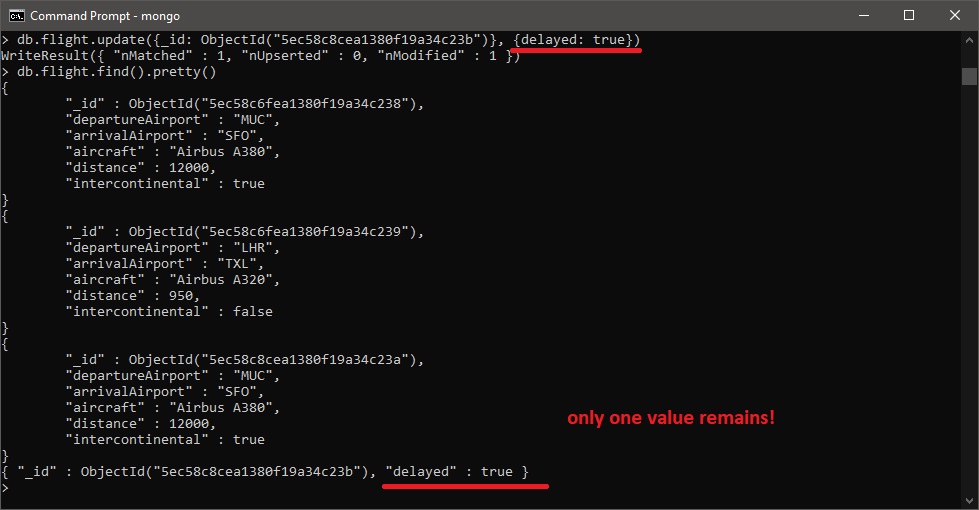 Command Prompt - mongo
> db.flight.update({_id: ObjectId("5ec58c8cea1380f19a34c23b")}, {delayed: true})
WriteResult({ "nMatched" : 1, "nUpserted" : 0, "nModified" : 1 })
> db.flight.find().pretty()
{
"_id" : ObjectId("5ec58c6fea1380f19a34c238"),
"departureAirport" : "MUC",
"arrivalAirport" : "SFO",
"aircraft" : "Airbus A380",
"distance" : 12000,
"intercontinental" : true
}
{
"_id" : ObjectId("5ec58c6fea1380f19a34c239"),
"departureAirport" : "LHR",
"arrivalAirport" : "TXL",
"aircraft" : "Airbus A320",
"distance" : 950,
"intercontinental" : false
}
{
"_id" : ObjectId("5ec58c8cea1380f19a34c23a"),
"departureAirport" : "MUC",
"arrivalAirport" : "SFO",
"aircraft" : "Airbus A380",
"distance" : 12000,
only one value remains!
"intercontinental" : true
}
{ "_id" : ObjectId("5ec58c8cea1380f19a34c23b"), "delayed" : true }
>